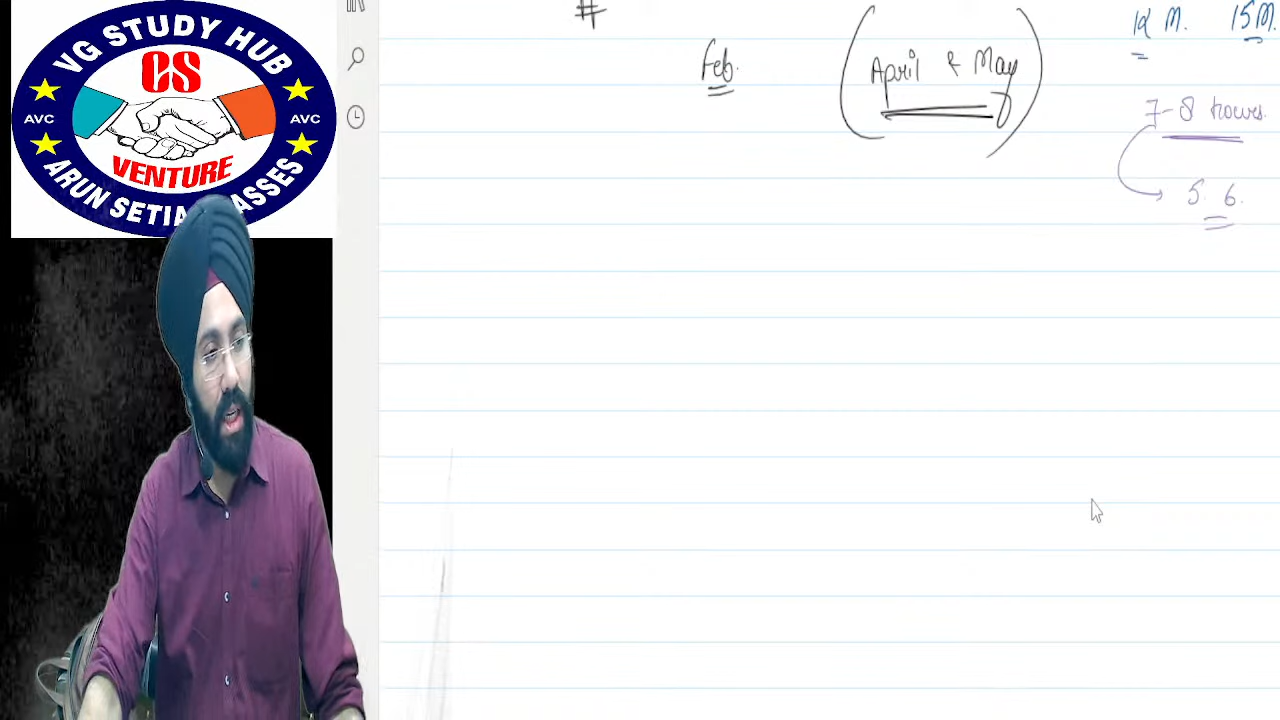 VG STUDY HUB
CS
AVC
AVC
VENTURE
ARUN SETIA ASSES
#
Feb.
April & May
12 M. 15 M.
7-8 hours.
5. 6.